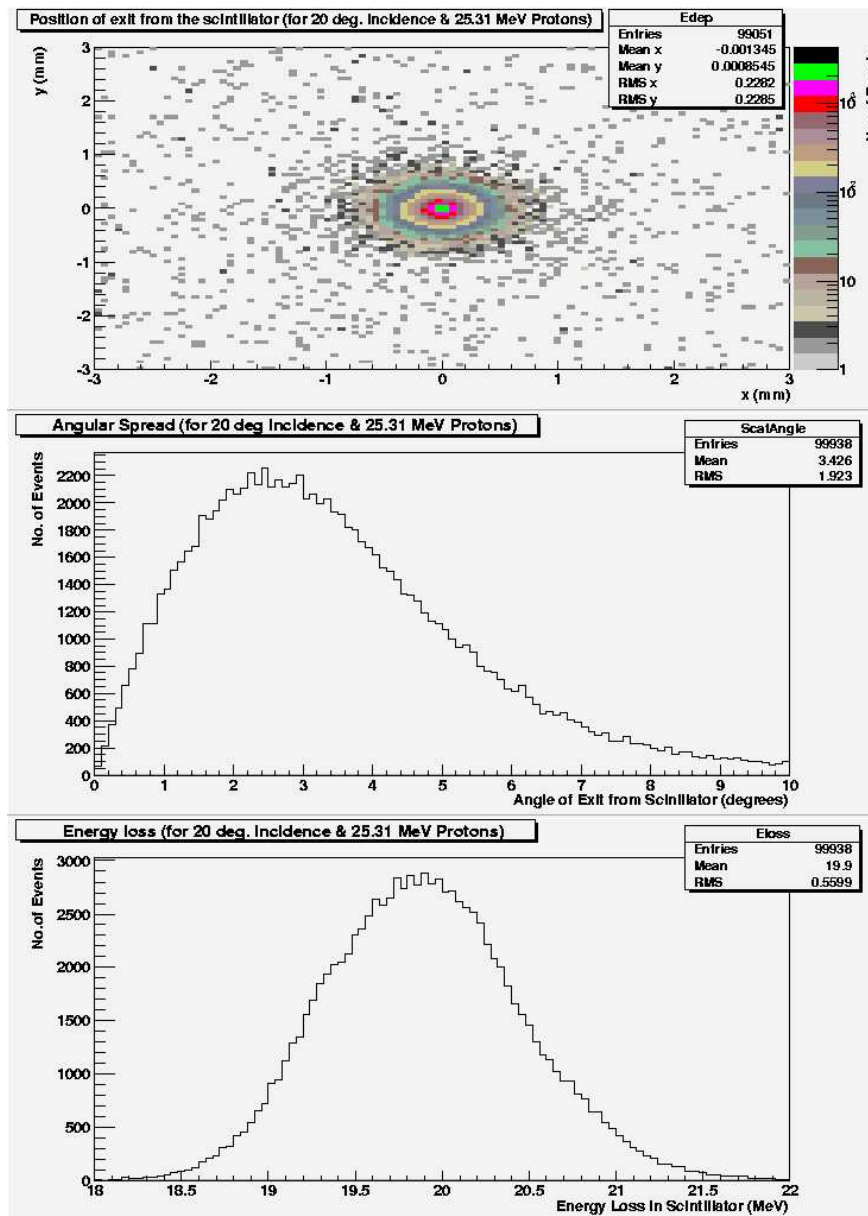 Position of exit from the scintillator (for 20 deg. Incidence & 25.31 MeV Protons)
Edep
Entries 99051
Mean x -0.001345
Mean y 0.0008545
RMS x 0.2282
RMS y 0.2285
y (mm)
3
2
1
0
-1
-2
-3
-3 -2 -1 0 1 2 3
x (mm)
10
1
Angular Spread (for 20 deg Incidence & 25.31 MeV Protons)
ScatAngle
Entries 99938
Mean 3.426
RMS 1.923
No. of Events
2200
2000
1800
1600
1400
1200
1000
800
600
400
200
0
0 1 2 3 4 5 6 7 8 9 10
Angle of Exit from Scintillator (degrees)
Energy loss (for 20 deg. Incidence & 25.31 MeV Protons)
Eloss
Entries 99938
Mean 19.9
RMS 0.5599
No.of Events
3000
2500
2000
1500
1000
500
0
18 18.5 19 19.5 20 20.5 21 21.5 22
Energy Loss in Scintillator (MeV)